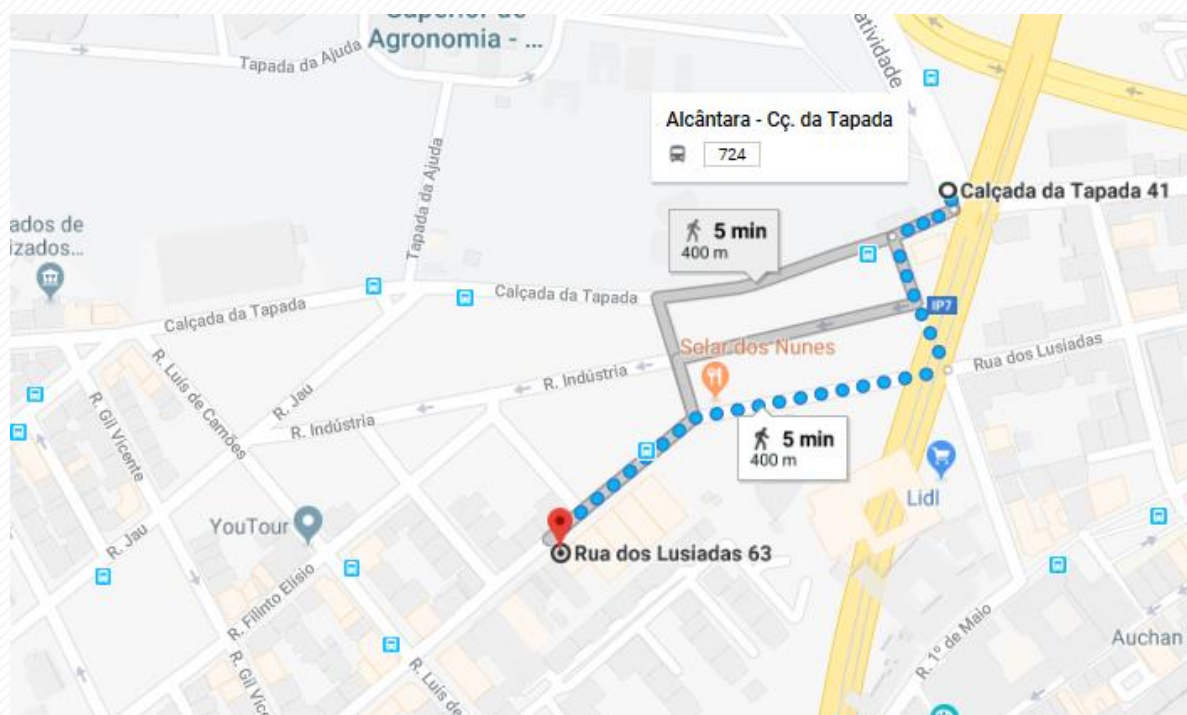 Superior de
Agronomia - ...
Tapada da Ajuda
atividade
Alcântara - Cç. da Tapada
724
Calçada da Tapada 41
Tapada da Ajuda
ados de
izados...
5 min
400 m
Calçada da Tapada
Calçada da Tapada
IP7
Solar dos Nunes
Rua dos Lusíadas
R. Luís de Camões
R. Jau
R. Indústria
R. Gil Vicente
R. Indústria
5 min
400 m
Lidl
YouTour
R. Jau
Rua dos Lusiadas 63
R. Filinto Elísio
R. 1º de Maio
Auchan
R. Gil Vice
R. Luís de